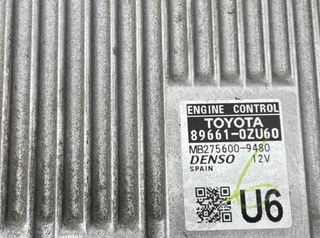 ENGINE CONTROL
TOYOTA
89661-0ZU60
MB275600-9480
DENSO 12V
SPAIN
U6